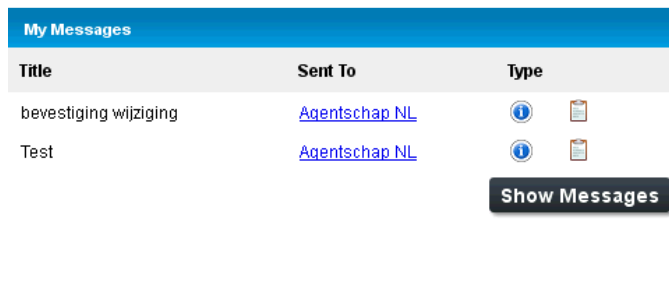 My Messages
Title Sent To Type
bevestiging wijziging Agentschap NL
Test Agentschap NL
Show Messages